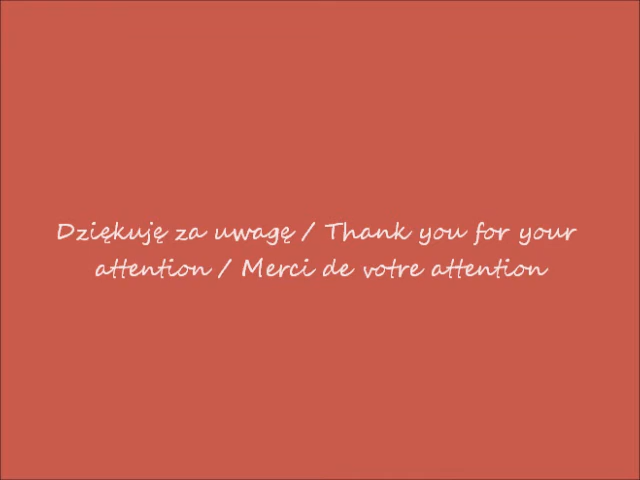 Dziękuję za uwagę / Thank you for your
attention / Merci de votre attention